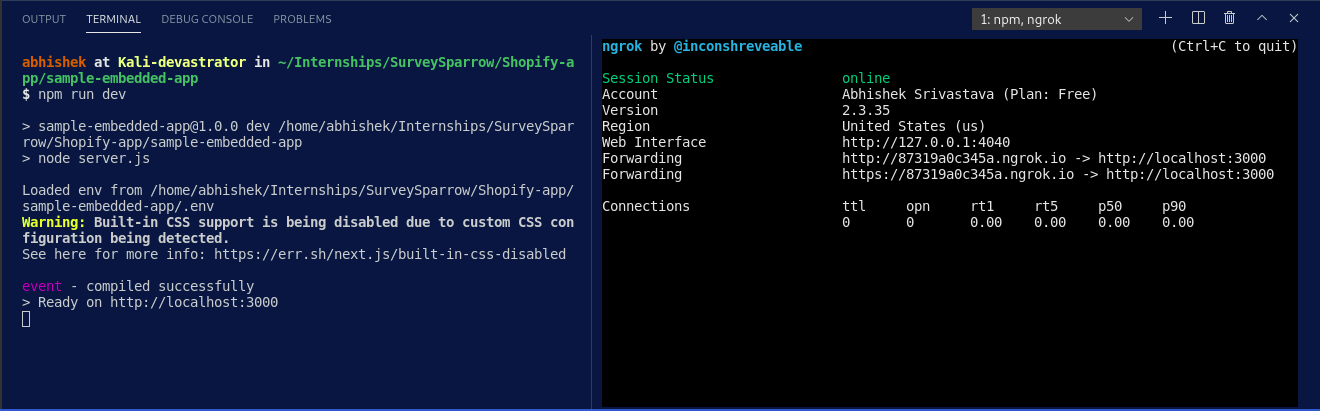 OUTPUT TERMINAL DEBUG CONSOLE PROBLEMS 1: npm, ngrok
abhishek at Kali-devastrator in ~/Internships/SurveySparrow/Shopify-a
pp/sample-embedded-app
$ npm run dev
> sample-embedded-app@1.0.0 dev /home/abhishek/Internships/SurveySpar
row/Shopify-app/sample-embedded-app
> node server.js
Loaded env from /home/abhishek/Internships/SurveySparrow/Shopify-app/
sample-embedded-app/.env
Warning: Built-in CSS support is being disabled due to custom CSS con
figuration being detected.
See here for more info: https://err.sh/next.js/built-in-css-disabled
event - compiled successfully
> Ready on http://localhost:3000
ngrok by @inconshreveable (Ctrl+C to quit)
Session Status online
Account Abhishek Srivastava (Plan: Free)
Version 2.3.35
Region United States (us)
Web Interface http://127.0.0.1:4040
Forwarding http://87319a0c345a.ngrok.io -> http://localhost:3000
Forwarding https://87319a0c345a.ngrok.io -> http://localhost:3000
Connections ttl opn rt1 rt5 p50 p90
0 0 0.00 0.00 0.00 0.00